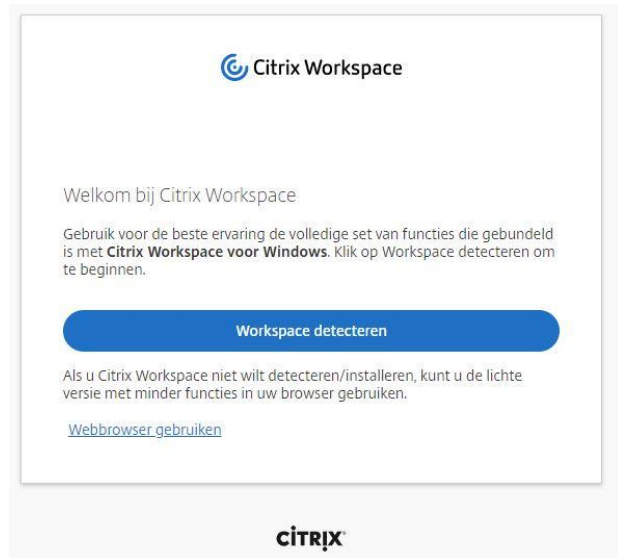 Citrix Workspace
Welkom bij Citrix Workspace
Gebruik voor de beste ervaring de volledige set van functies die gebundeld
is met Citrix Workspace voor Windows. Klik op Workspace detecteren om
te beginnen.
Workspace detecteren
Als u Citrix Workspace niet wilt detecteren/installeren, kunt u de lichte
versie met minder functies in uw browser gebruiken.
Webbrowser gebruiken
citrix